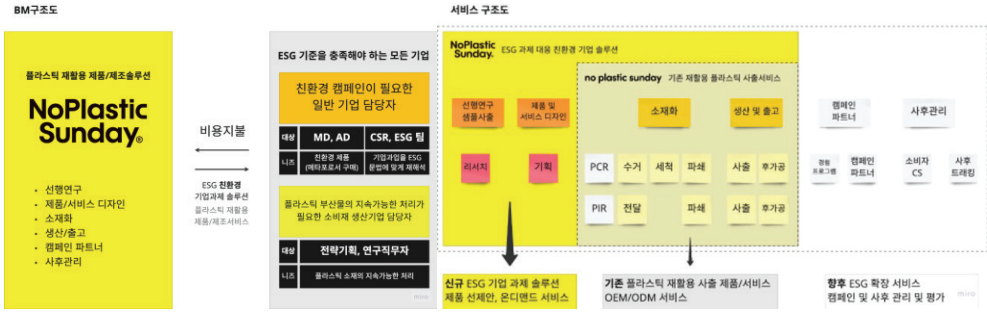 BM구조도
플라스틱 재활용 제품/제조솔루션
NoPlastic
Sunday®
• 선행연구
• 제품/서비스 디자인
• 소재화
• 생산/출고
• 캠페인 파트너
• 사후관리
비용지불
ESG 친환경
기업과제 솔루션
플라스틱 재활용
제품/제조서비스
ESG 기준을 충족해야 하는 모든 기업
친환경 캠페인이 필요한
일반 기업 담당자
대상 MD, AD CSR, ESG 팀
니즈 친환경 제품 기업과업을 ESG
(메타포로서 구매) 문법에 맞게 재해석
플라스틱 부산물의 지속가능한 처리가
필요한 소비재 생산기업 담당자
대상 전략기획, 연구직무자
니즈 플라스틱 소재의 지속가능한 처리
miro
서비스 구조도
NoPlastic
Sunday® ESG 과제 대응 친환경 기업 솔루션
no plastic sunday 기존 재활용 플라스틱 사출서비스
선행연구
샘플사출
제품 및
서비스 디자인
소재화
생산 및 출고
캠페인
파트너
사후관리
리서치
기획
PCR 수거 세척 파쇄 사출 후가공
PIR 전달 파쇄 사출 후가공
프로그램
캠페인
파트너
소비자
CS
사후
트래킹
신규 ESG 기업 과제 솔루션
제품 선제안, 온디맨드 서비스
기존 플라스틱 재활용 사출 제품/서비스
OEM/ODM 서비스
향후 ESG 확장 서비스
캠페인 및 사후 관리 및 평가
miro